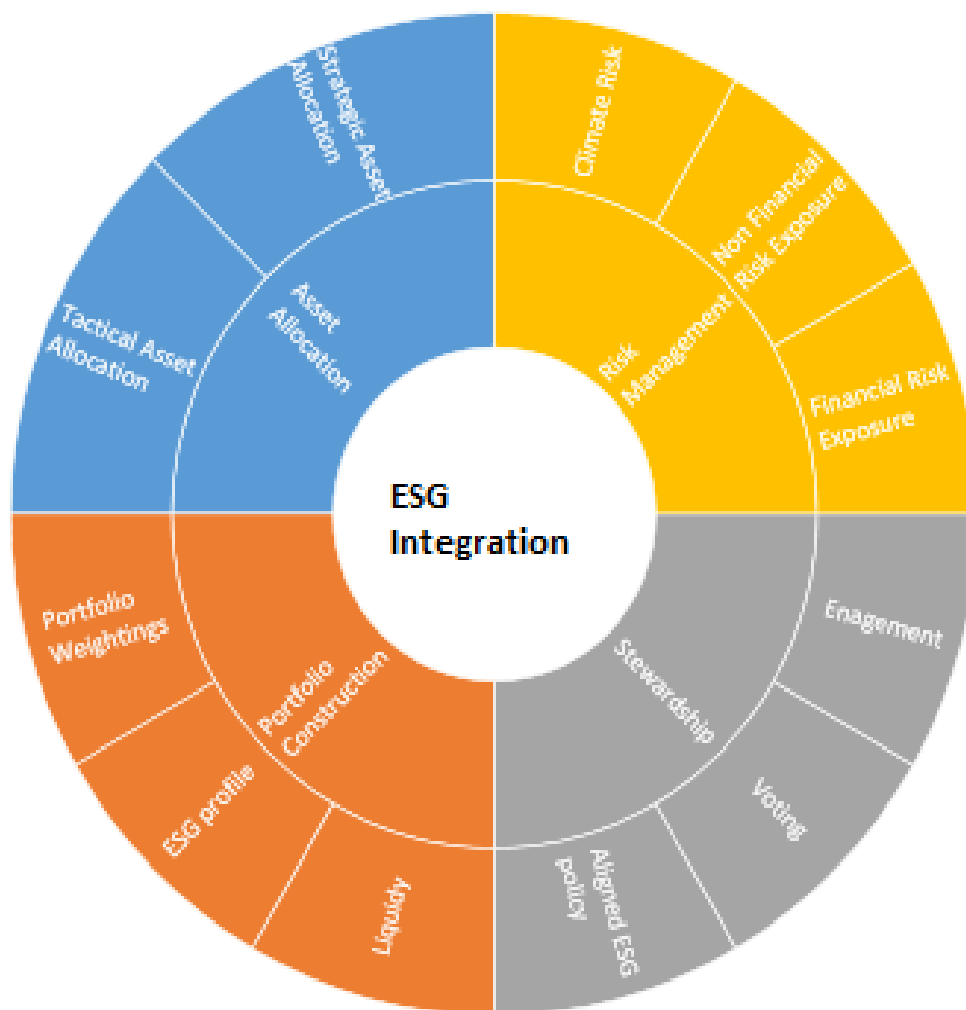 ESG
Integration
Risk
Management
Climate Risk
Non Financial
Risk Exposure
Financial Risk
Exposure
Stewardship
Enagement
Voting
Aligned ESG
policy
Portfolio
Construction
Liquidy
ESG profile
Portfolio
Weightings
Asset
Allocation
Tactical Asset
Allocation
Strategic Asset
Allocation